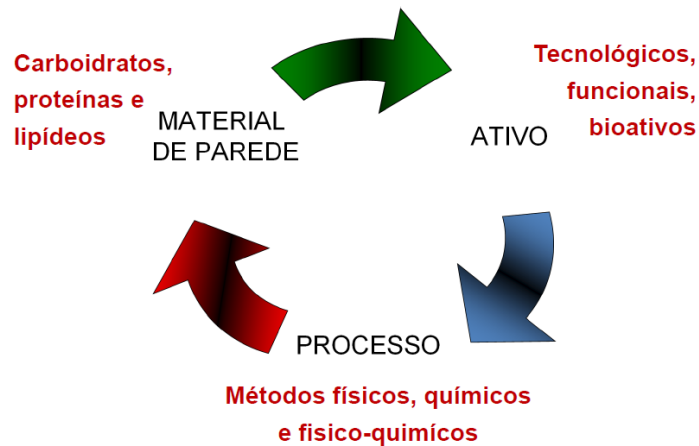 Carboidratos,
proteínas e
lipídeos
MATERIAL
DE PAREDE
Tecnológicos,
funcionais,
bioativos
ATIVO
PROCESSO
Métodos físicos, químicos
e fisico-quimícos